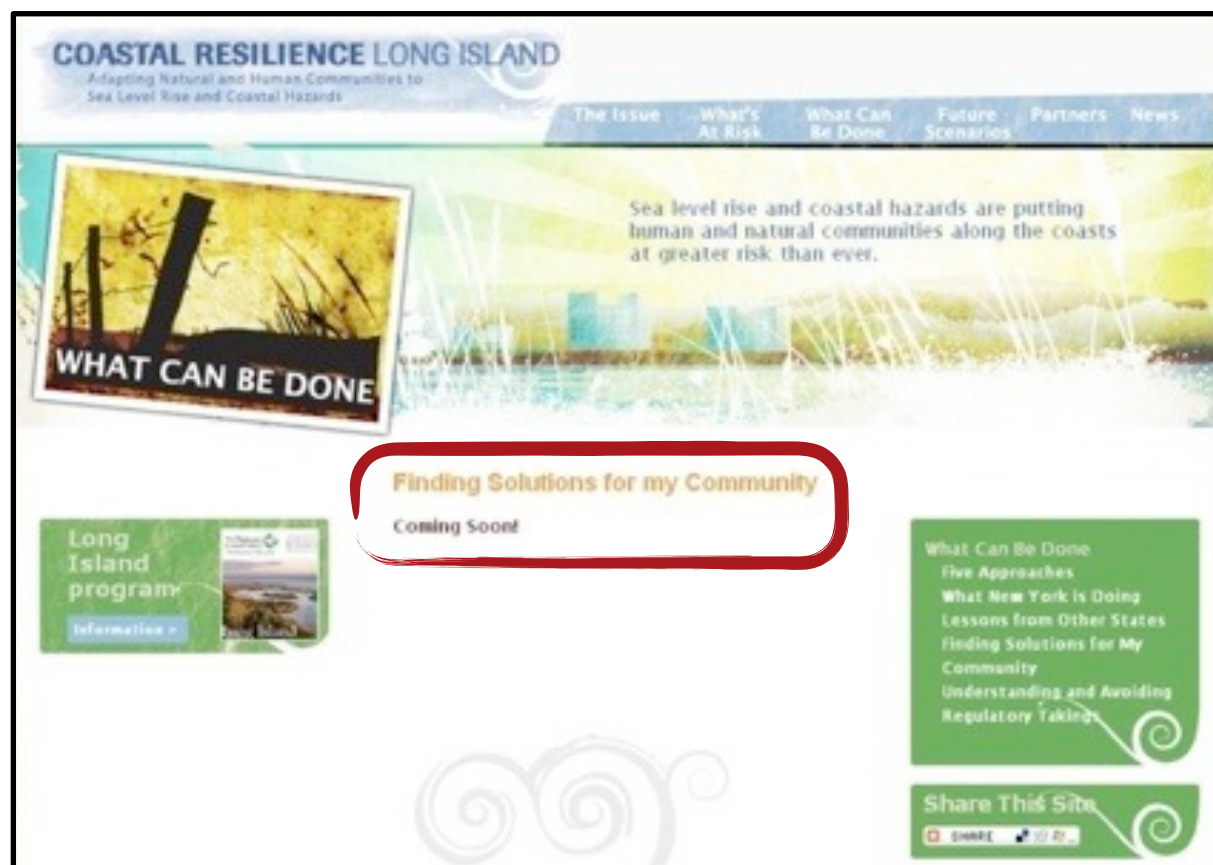 COASTAL RESILIENCE LONG ISLAND
Adapting Natural and Human Communities to
Sea Level Rise and Coastal Hazards
The Issue
What's
At Risk
What Can
Be Done
Future
Scenarios
Partners
News
Sea level rise and coastal hazards are putting
human and natural communities along the coasts
at greater risk than ever.
WHAT CAN BE DONE
Finding Solutions for my Community
Coming Soon!
Long
Island
program
Information »
Long Island
What Can Be Done
Five Approaches
What New York is Doing
Lessons from Other States
Finding Solutions for My
Community
Understanding and Avoiding
Regulatory Takings
Share This Site
SHARE